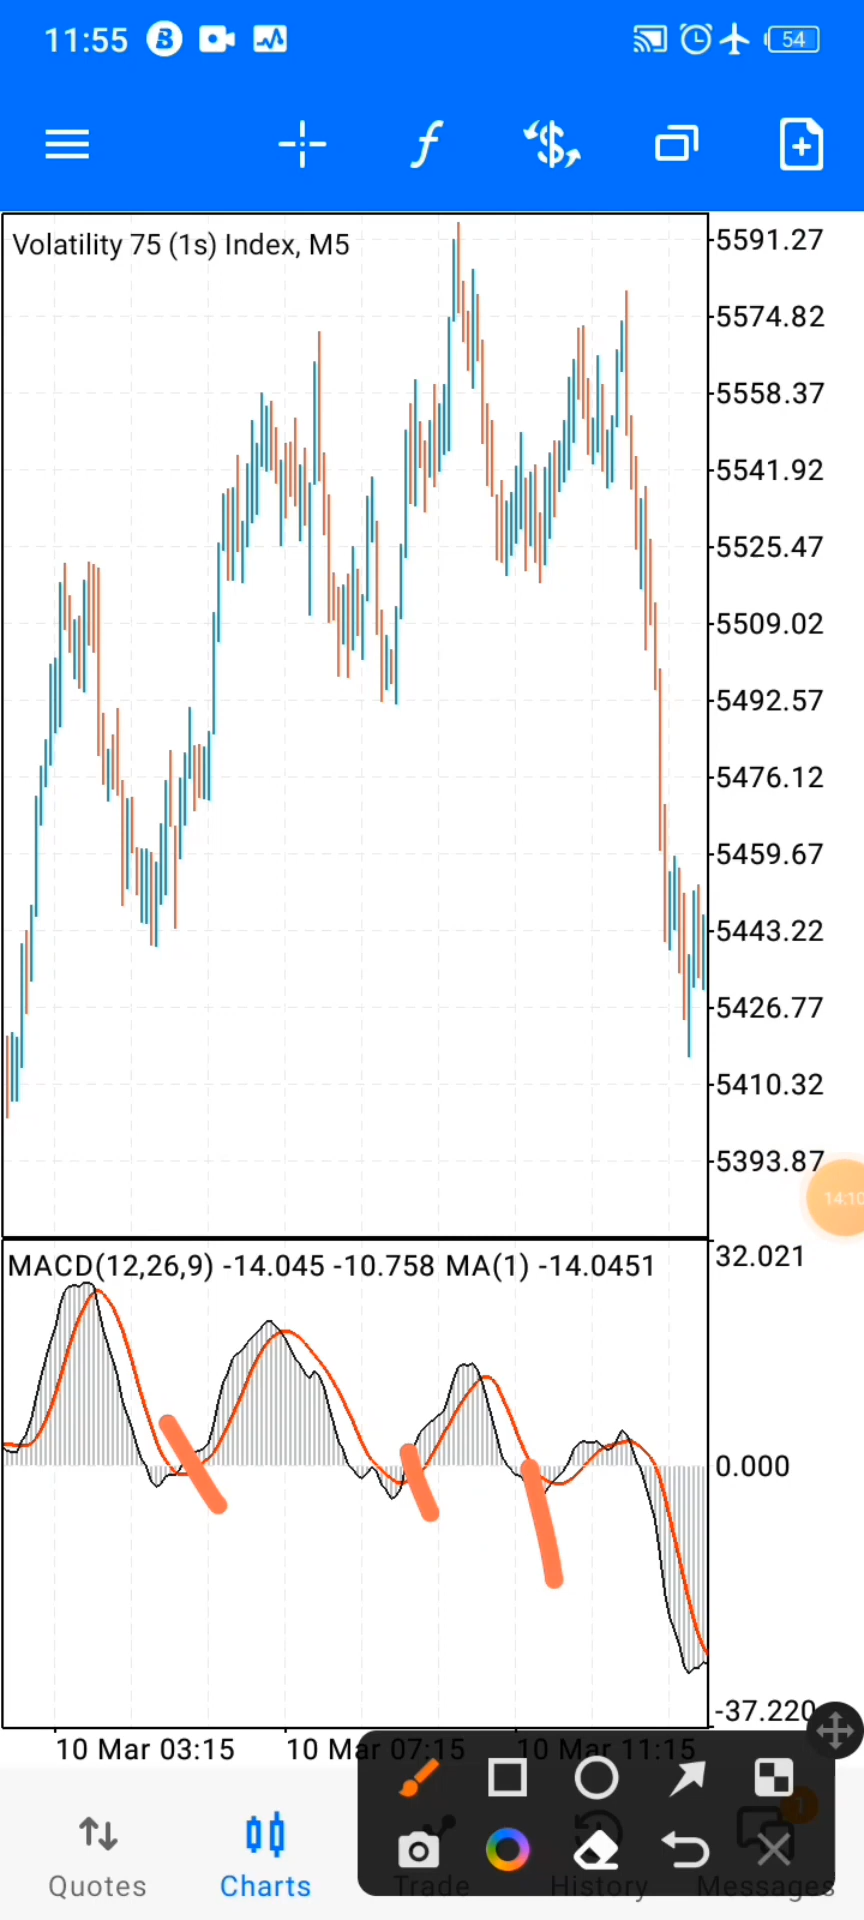 11:55
54
Volatility 75 (1s) Index, M5
5591.27
5574.82
5558.37
5541.92
5525.47
5509.02
5492.57
5476.12
5459.67
5443.22
5426.77
5410.32
5393.87
14:10
MACD(12,26,9) -14.045 -10.758 MA(1) -14.0451
32.021
0.000
-37.220
10 Mar 03:15
10 Mar 07:15
10 Mar 11:15
1
Quotes
Charts
Trade
History
Messages